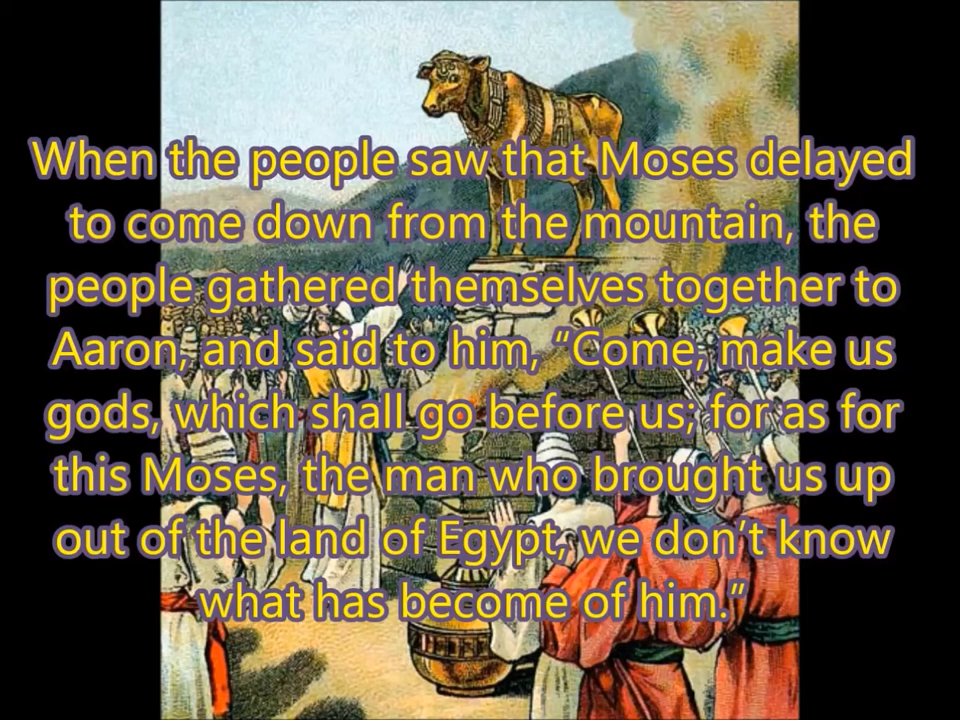 When the people saw that Moses delayed
to come down from the mountain, the
people gathered themselves together to
Aaron, and said to him, “Come, make us
gods, which shall go before us; for as for
this Moses, the man who brought us up
out of the land of Egypt, we don’t know
what has become of him.”